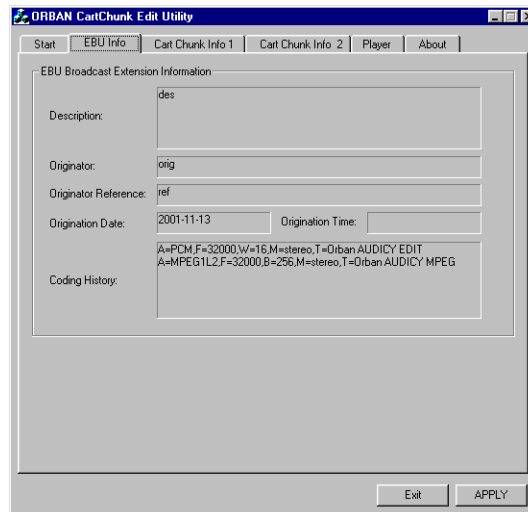 ORBAN CartChunk Edit Utility
Start EBU Info Cart Chunk Info 1 Cart Chunk Info 2 Player About
EBU Broadcast Extension Information
Description: des
Originator: orig
Originator Reference: ref
Origination Date: 2001-11-13 Origination Time:
Coding History: A=PCM,F=32000,W=16,M=stereo,T=Orban AUDICY EDIT
A=MPEG1L2,F=32000,B=256,M=stereo,T=Orban AUDICY MPEG
Exit APPLY